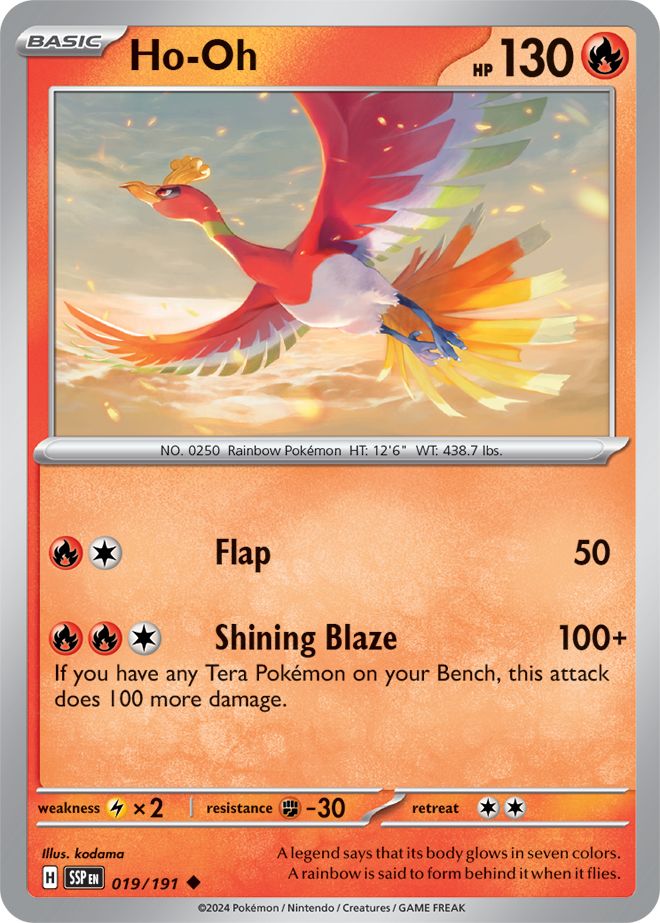 BASIC
Ho-Oh
HP 130
NO. 0250 Rainbow Pokémon HT: 12'6" WT: 438.7 lbs.
Flap 50
Shining Blaze 100+
If you have any Tera Pokémon on your Bench, this attack
does 100 more damage.
weakness ×2 resistance -30 retreat
Illus. kodama
A legend says that its body glows in seven colors.
A rainbow is said to form behind it when it flies.
H SSP EN 019/191
©2024 Pokémon / Nintendo / Creatures / GAME FREAK